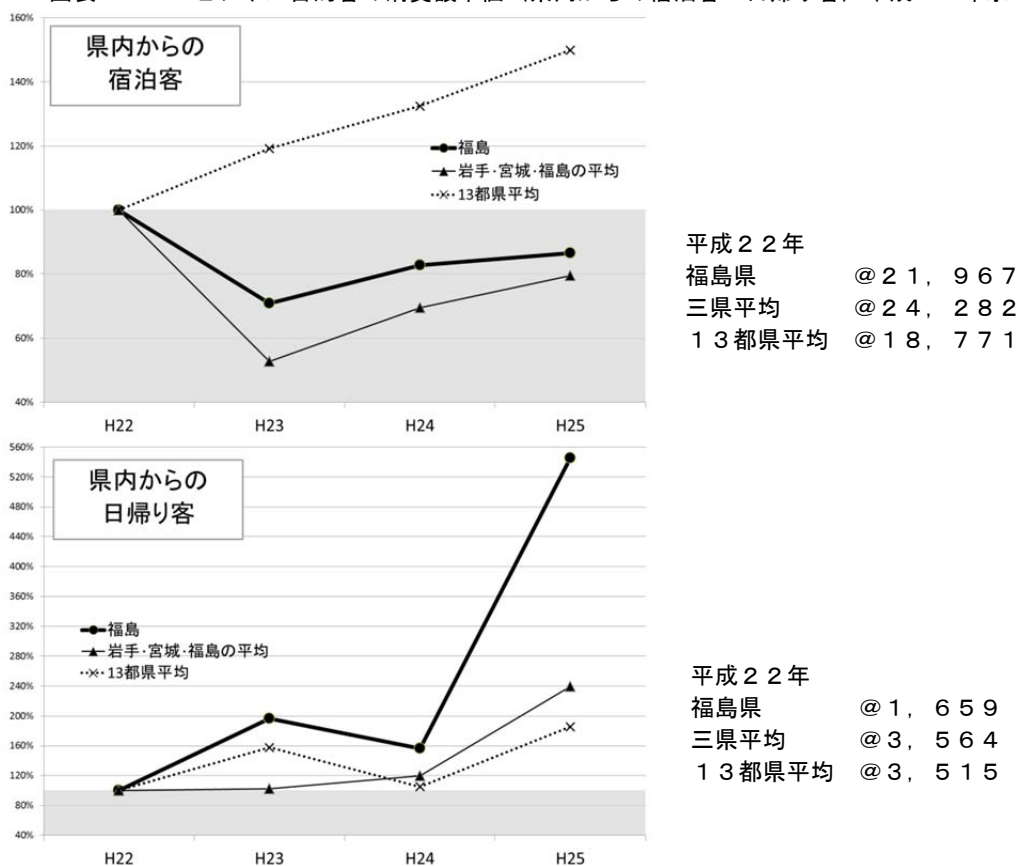 160%
県内からの
宿泊客
140%
120%
福島
岩手・宮城・福島の平均
13都県平均
100%
80%
60%
40%
H22 H23 H24 H25
平成22年
福島県 @21,967
三県平均 @24,282
13都県平均 @18,771
560%
県内からの
日帰り客
520%
480%
440%
400%
360%
320%
280%
240%
200%
160%
120%
80%
40%
福島
岩手・宮城・福島の平均
13都県平均
H22 H23 H24 H25
平成22年
福島県 @1,659
三県平均 @3,564
13都県平均 @3,515